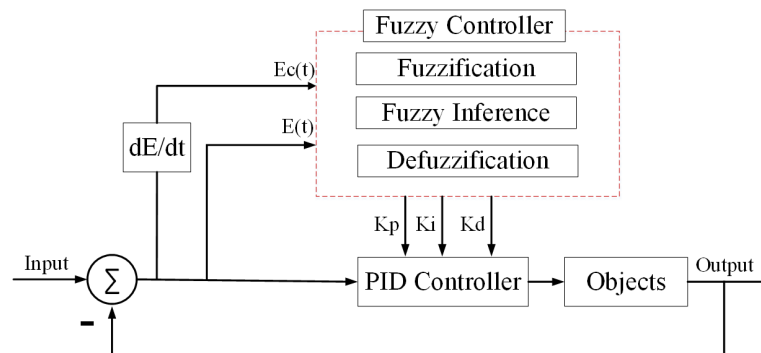 Fuzzy Controller
Fuzzification
Fuzzy Inference
Defuzzification
Ec(t)
E(t)
dE/dt
Kp Ki Kd
Input
Σ
PID Controller
Objects
Output
-